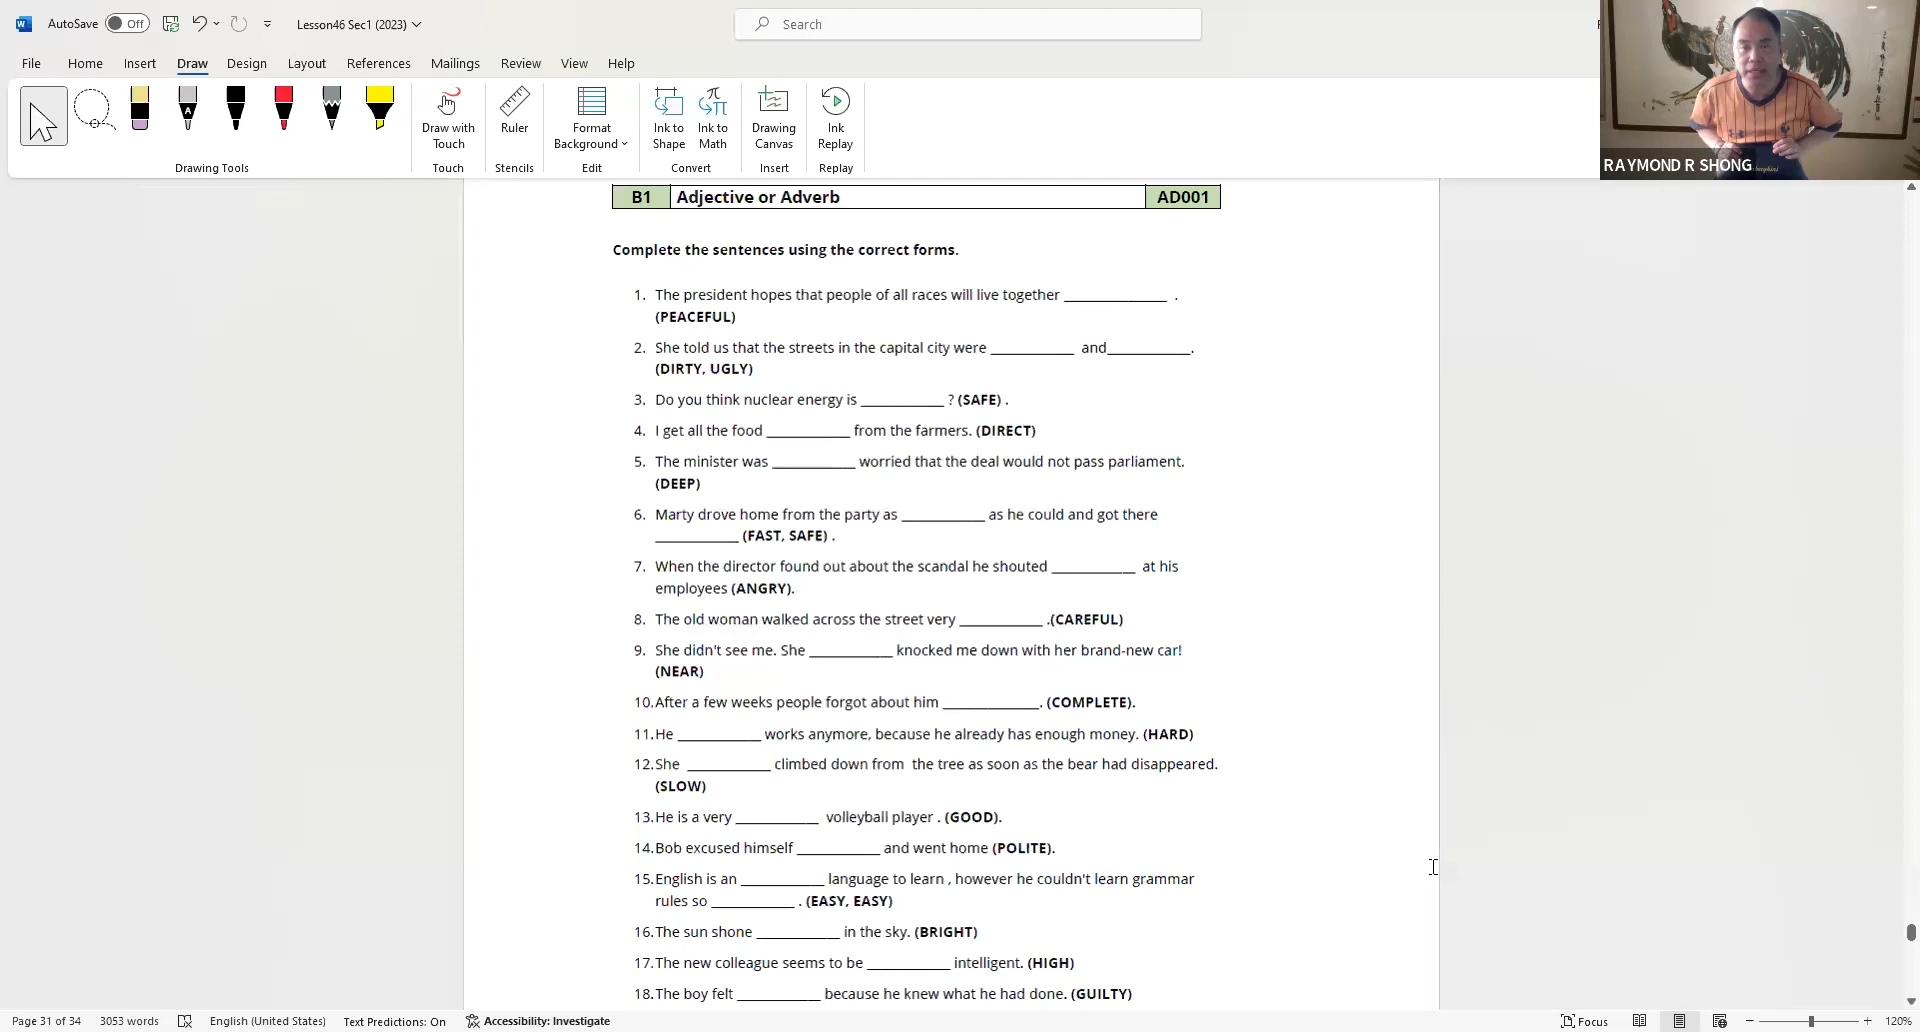 AutoSave Off Lesson46 Sec1 (2023) Search
File Home Insert Draw Design Layout References Mailings Review View Help
A
Draw with Touch
Ruler
Format Background
Ink to Shape
Ink to Math
Drawing Canvas
Ink Replay
Drawing Tools Touch Stencils Edit Convert Insert Replay
RAYMOND R SHONG
B1 Adjective or Adverb AD001
Complete the sentences using the correct forms.
1. The president hopes that people of all races will live together ______________ .
(PEACEFUL)
2. She told us that the streets in the capital city were ___________ and___________.
(DIRTY, UGLY)
3. Do you think nuclear energy is ___________ ? (SAFE) .
4. I get all the food ___________ from the farmers. (DIRECT)
5. The minister was ___________ worried that the deal would not pass parliament.
(DEEP)
6. Marty drove home from the party as ___________ as he could and got there
___________ (FAST, SAFE) .
7. When the director found out about the scandal he shouted ___________ at his
employees (ANGRY).
8. The old woman walked across the street very ___________ .(CAREFUL)
9. She didn't see me. She ___________ knocked me down with her brand-new car!
(NEAR)
10. After a few weeks people forgot about him _____________. (COMPLETE).
11. He ___________ works anymore, because he already has enough money. (HARD)
12. She ___________ climbed down from the tree as soon as the bear had disappeared.
(SLOW)
13. He is a very ___________ volleyball player . (GOOD).
14. Bob excused himself ___________ and went home (POLITE).
15. English is an ___________ language to learn , however he couldn't learn grammar
rules so ___________ . (EASY, EASY)
16. The sun shone ___________ in the sky. (BRIGHT)
17. The new colleague seems to be ___________ intelligent. (HIGH)
18. The boy felt ___________ because he knew what he had done. (GUILTY)
Page 31 of 34 3053 words English (United States) Text Predictions: On Accessibility: Investigate Focus 120%